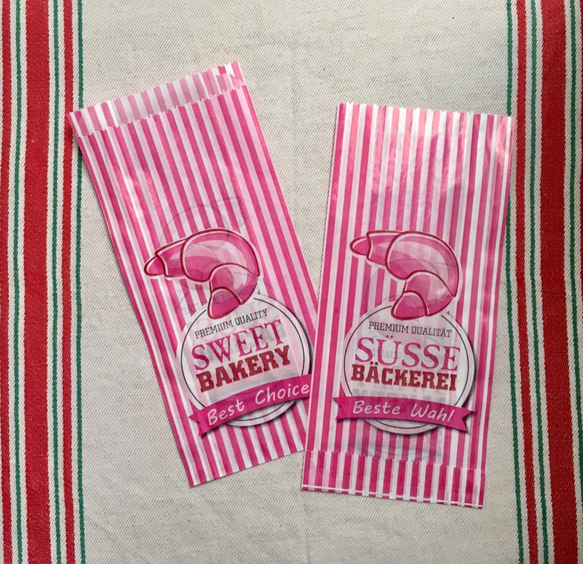 PREMIUM QUALITY
SWEET
BAKERY
Best Choice
PREMIUM QUALITÄT
SÜSSE
BÄCKEREI
Beste Wahl